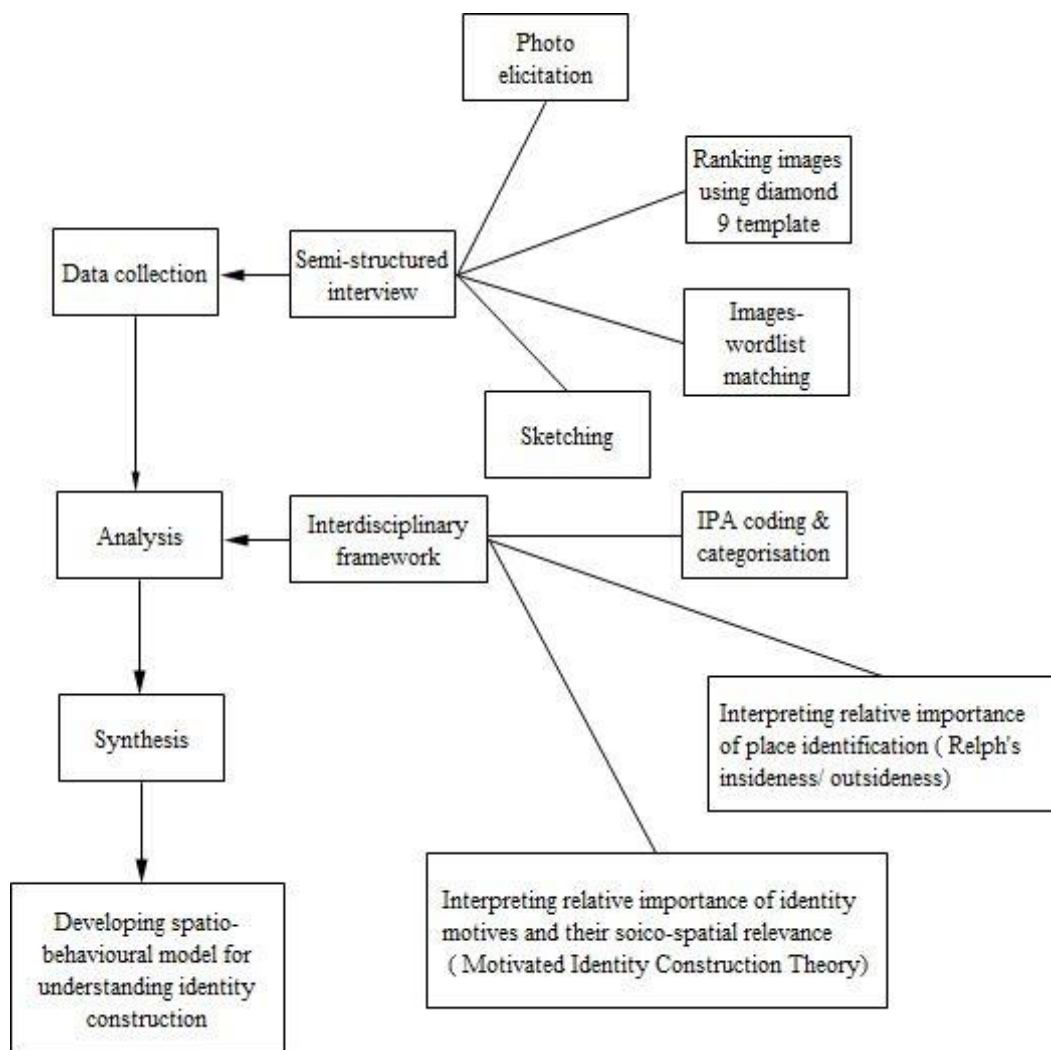 Photo
elicitation
Ranking images
using diamond
9 template
Data collection
Semi-structured
interview
Images-
wordlist
matching
Sketching
Analysis
Interdisciplinary
framework
IPA coding &
categorisation
Synthesis
Interpreting relative importance
of place identification ( Relph's
insideness/ outsideness)
Developing spatio-
behavioural model for
understanding identity
construction
Interpreting relative importance of identity
motives and their soico-spatial relevance
( Motivated Identity Construction Theory)